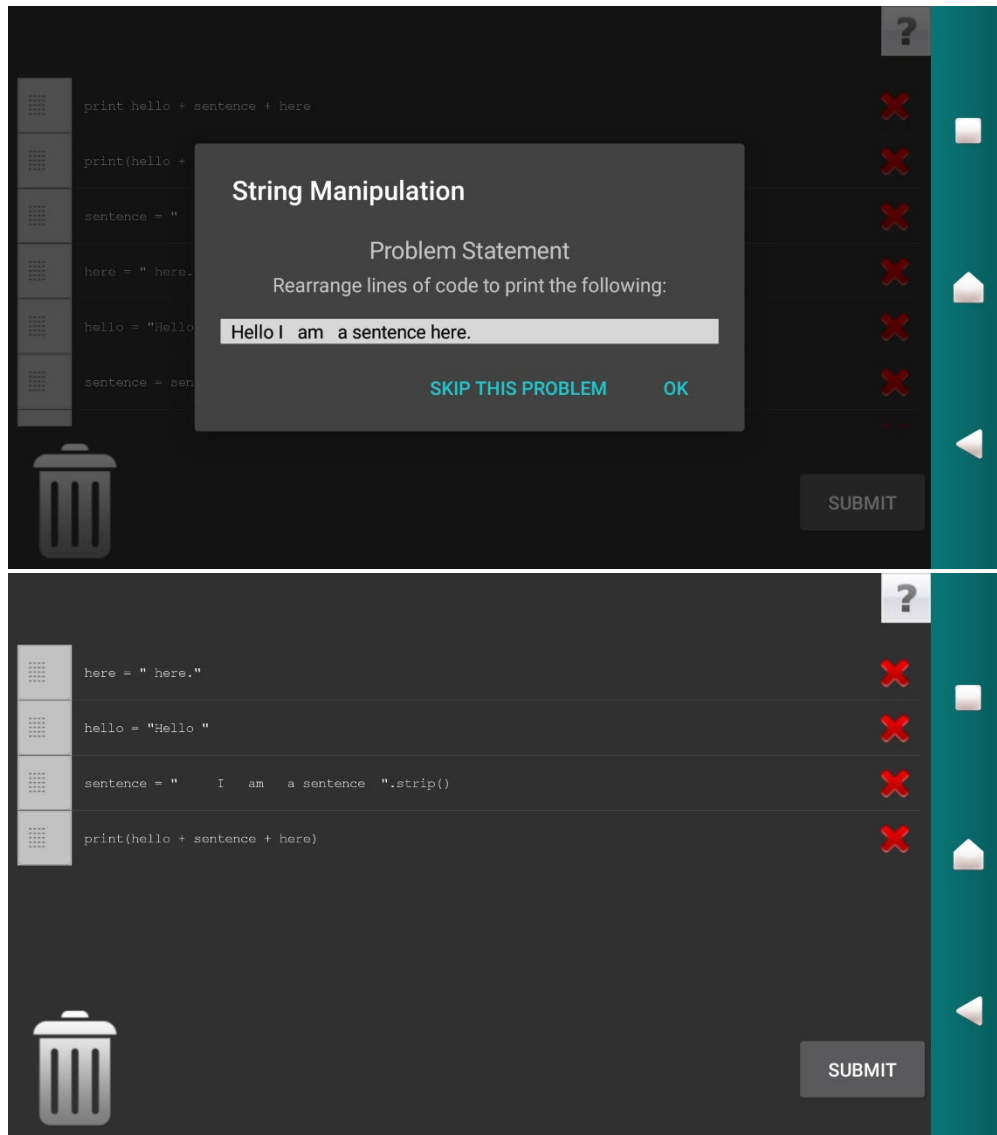 ?
print hello + sentence + here
print(hello +
sentence = "
here = " here.
hello = "Hello
sentence = sen
String Manipulation
Problem Statement
Rearrange lines of code to print the following:
Hello I   am   a sentence here.
SKIP THIS PROBLEM OK
SUBMIT
?
here = " here."
hello = "Hello "
sentence = "     I   am   a sentence  ".strip()
print(hello + sentence + here)
SUBMIT